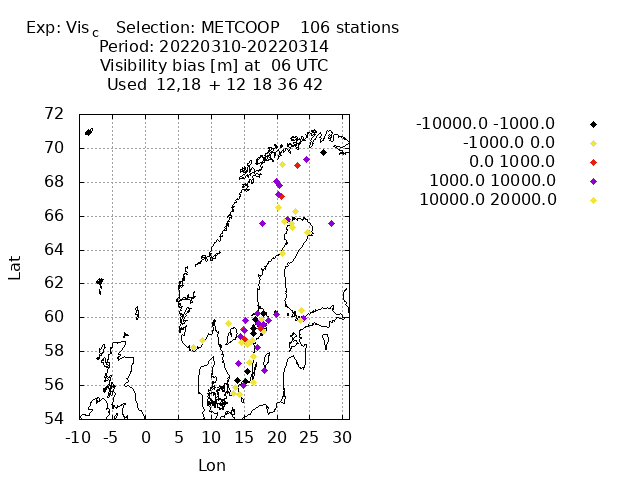 Exp: Vis c   Selection: METCOOP    106 stations
Period: 20220310-20220314
Visibility bias [m] at  06 UTC
Used  12,18  + 12 18 36 42
-10000.0 -1000.0
-1000.0 0.0
0.0 1000.0
1000.0 10000.0
10000.0 20000.0
72
70
68
66
64
62
60
58
56
54
Lat
-10 -5 0 5 10 15 20 25 30
Lon